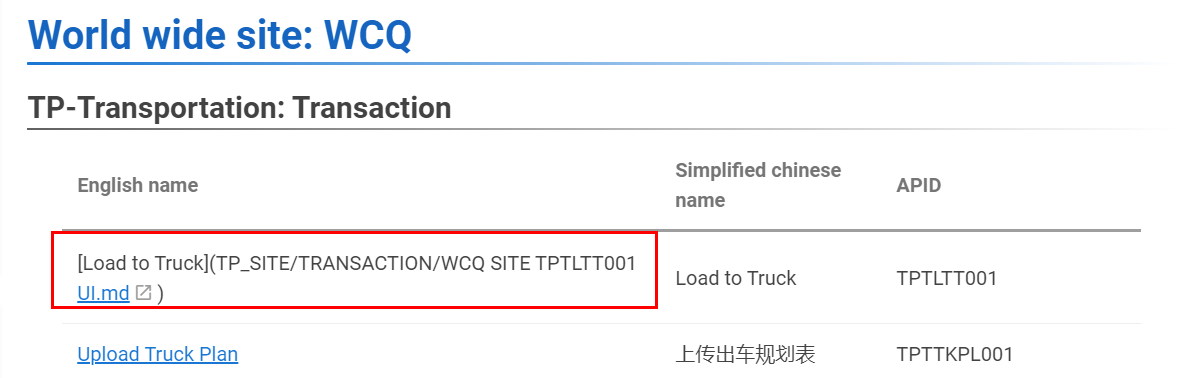 World wide site: WCQ
TP-Transportation: Transaction
English name
Simplified chinese
name
APID
[Load to Truck](TP_SITE/TRANSACTION/WCQ SITE TPTLTT001
UI.md )
Load to Truck
TPTLTT001
Upload Truck Plan
上传出车规划表
TPTTKPL001